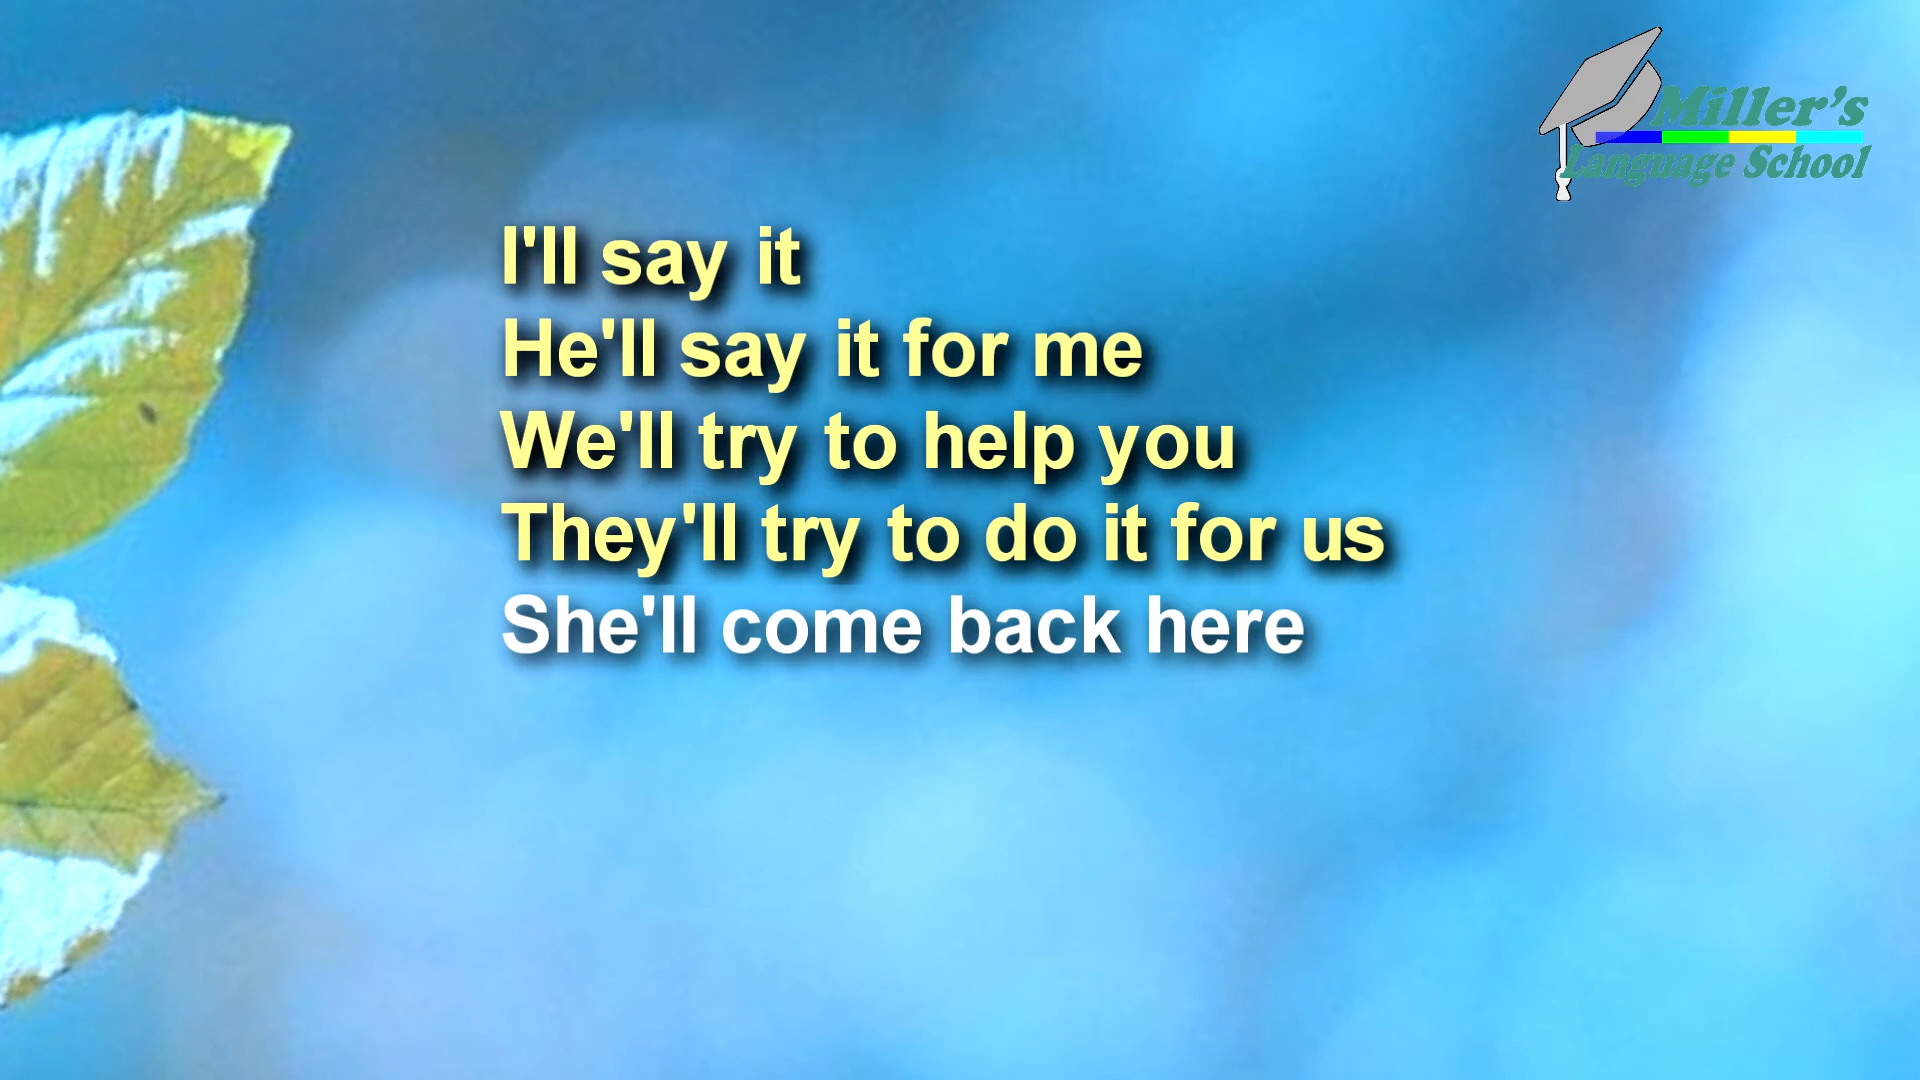 Miller's
Language School
I'll say it
He'll say it for me
We'll try to help you
They'll try to do it for us
She'll come back here